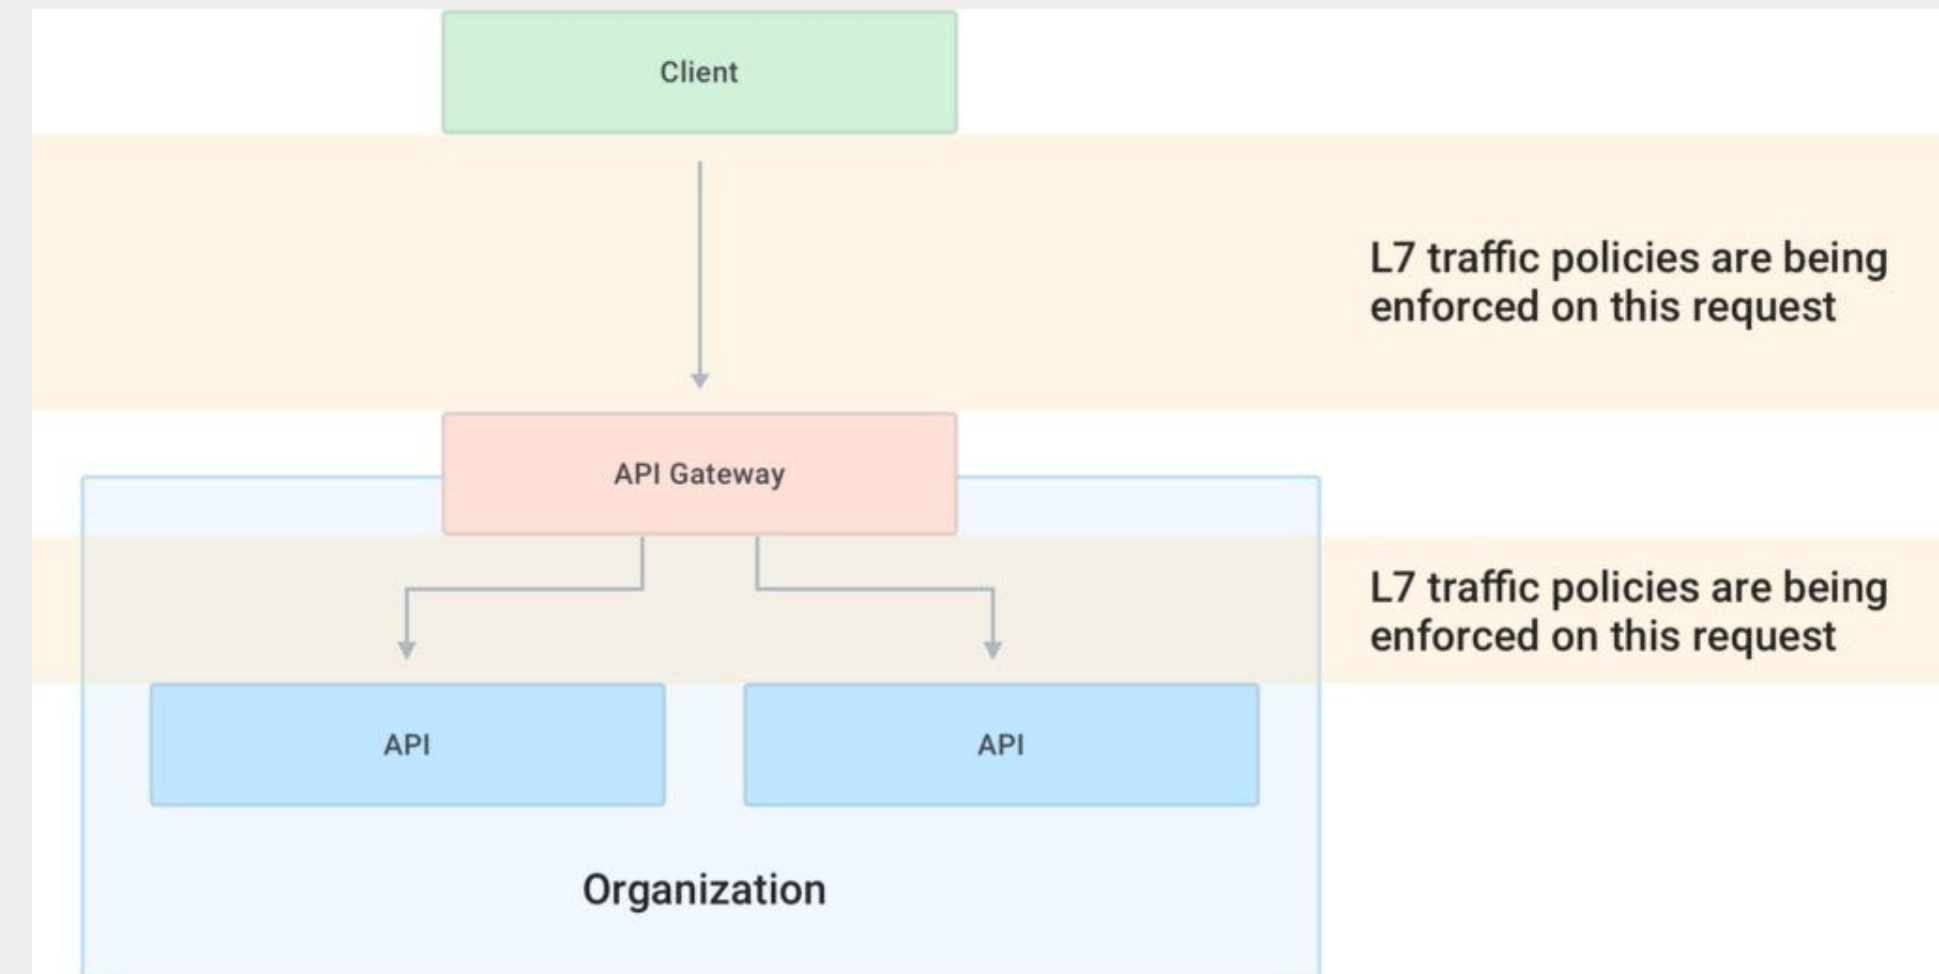 Client
L7 traffic policies are being
enforced on this request
API Gateway
L7 traffic policies are being
enforced on this request
API
API
Organization